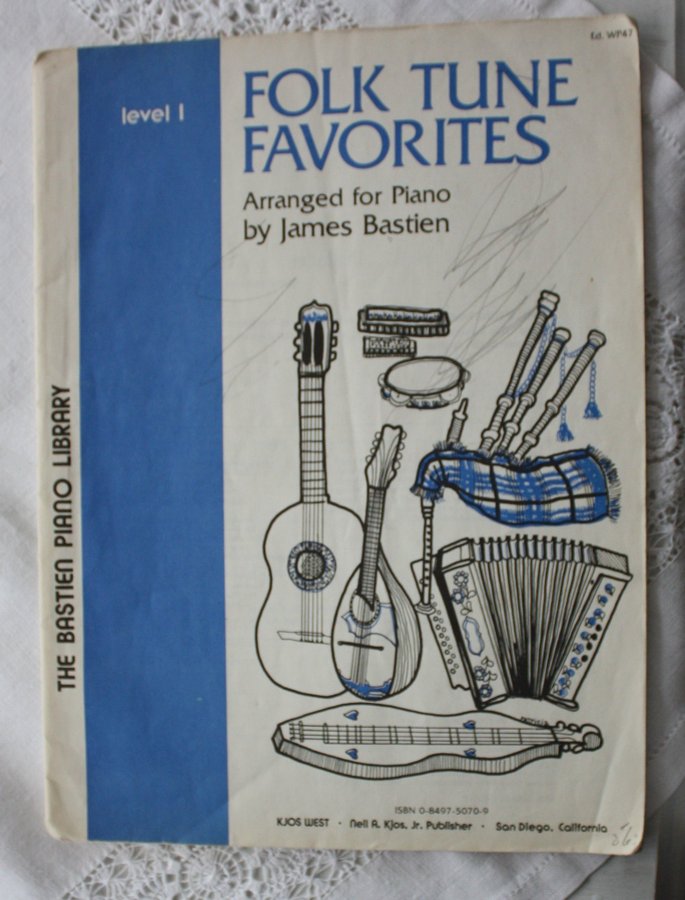 Ed. WP47
level 1
FOLK TUNE
FAVORITES
Arranged for Piano
by James Bastien
THE BASTIEN PIANO LIBRARY
ISBN 0-8497-5070-9
KJOS WEST · Neil A. Kjos, Jr. Publisher · San Diego, California